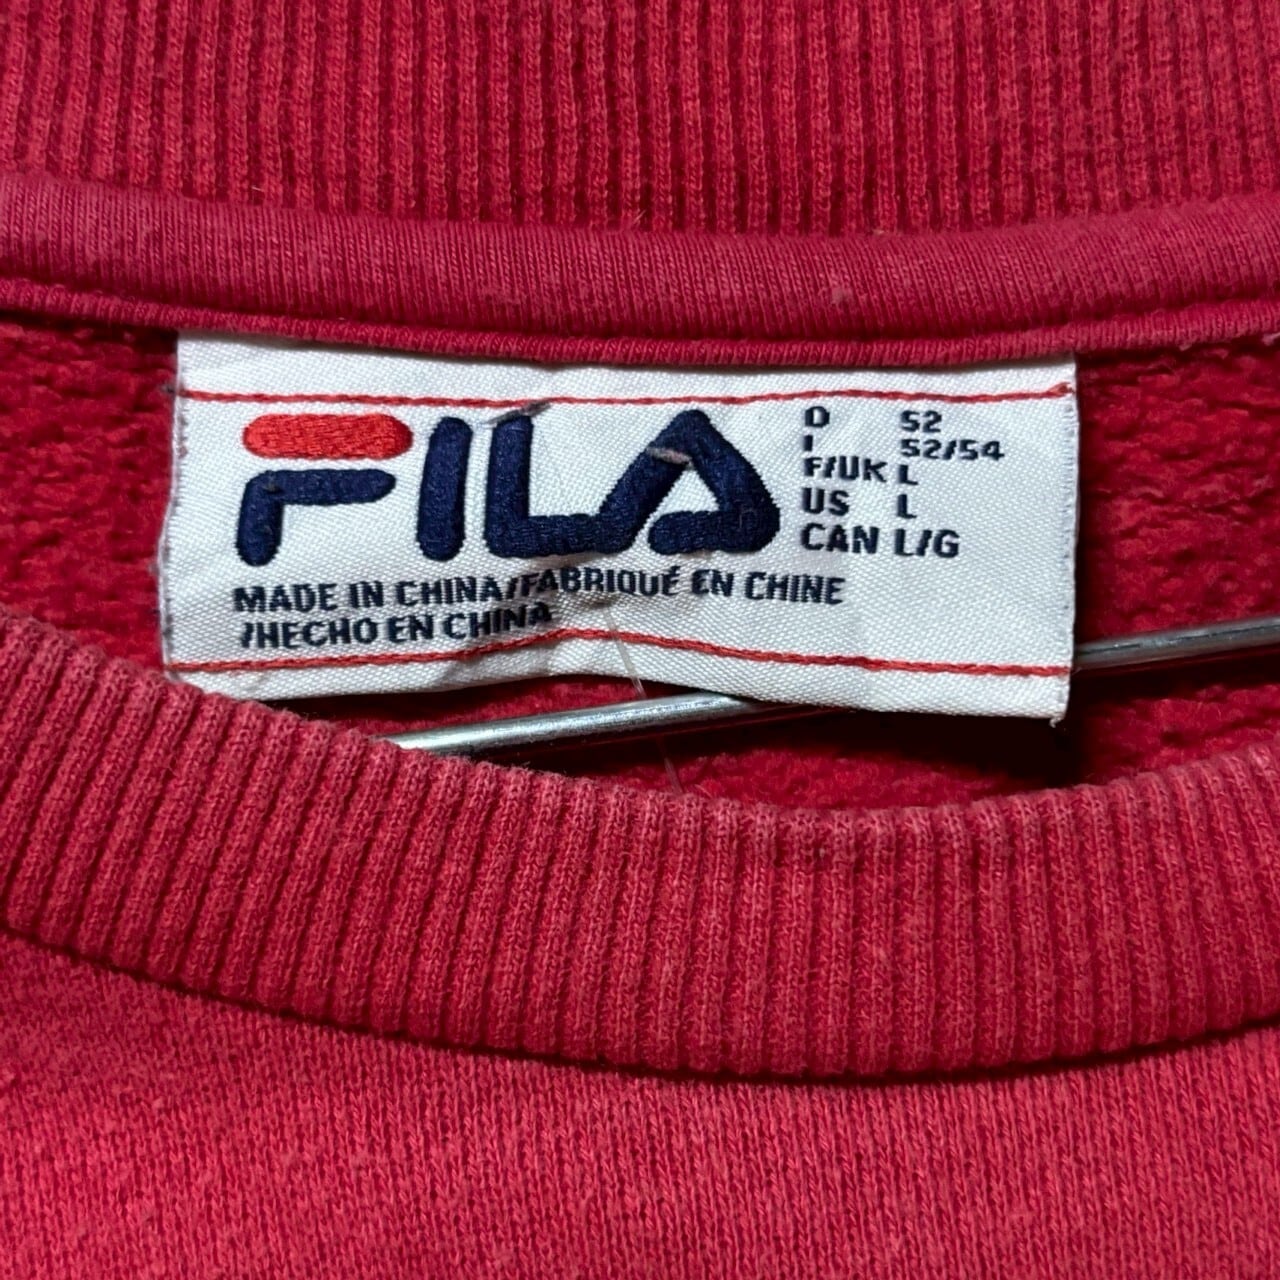 FILA
D 52
I 52/54
F/UK L
US L
CAN L/G
MADE IN CHINA/FABRIQUÉ EN CHINE
/HECHO EN CHINA